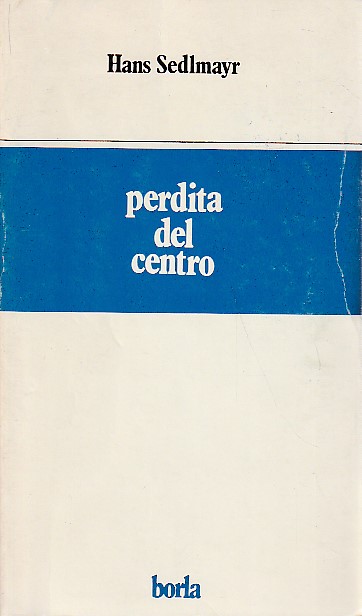 Hans Sedlmayr
perdita
del
centro
borla